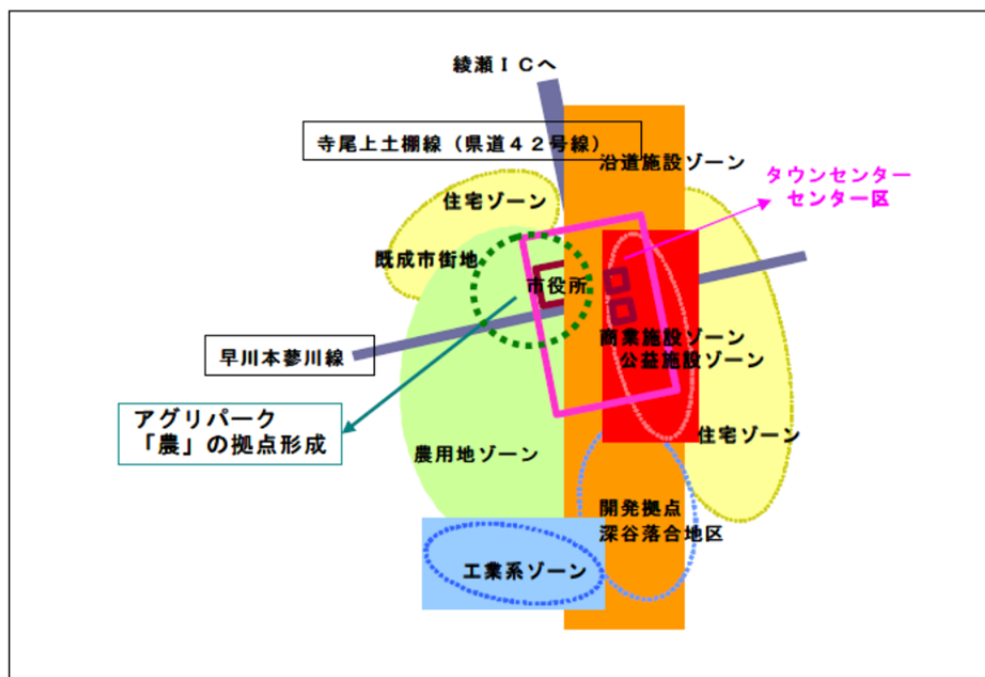 綾瀬ＩＣへ
寺尾上土棚線（県道４２号線）
沿道施設ゾーン
タウンセンター
センター区
住宅ゾーン
既成市街地
市役所
早川本蓼川線
商業施設ゾーン
公益施設ゾーン
アグリパーク
「農」の拠点形成
農用地ゾーン
住宅ゾーン
開発拠点
深谷落合地区
工業系ゾーン